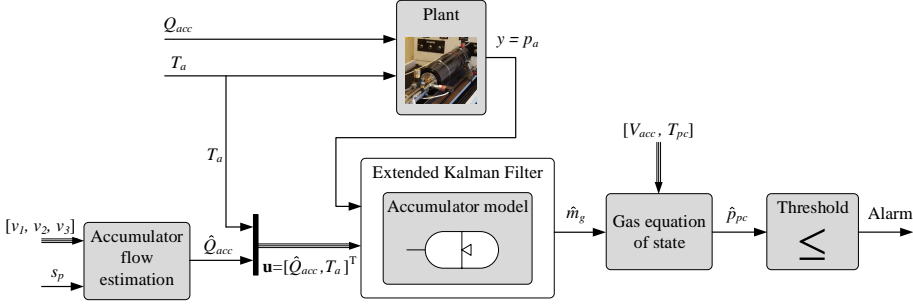 Plant
Q_acc
y = p_a
T_a
T_a
[V_acc, T_pc]
Extended Kalman Filter
Accumulator model
[v_1, v_2, v_3]
Accumulator
flow
estimation
Q̂_acc
s_p
u=[Q̂_acc,T_a]^T
m̂_g
Gas equation
of state
p̂_pc
Threshold
≤
Alarm